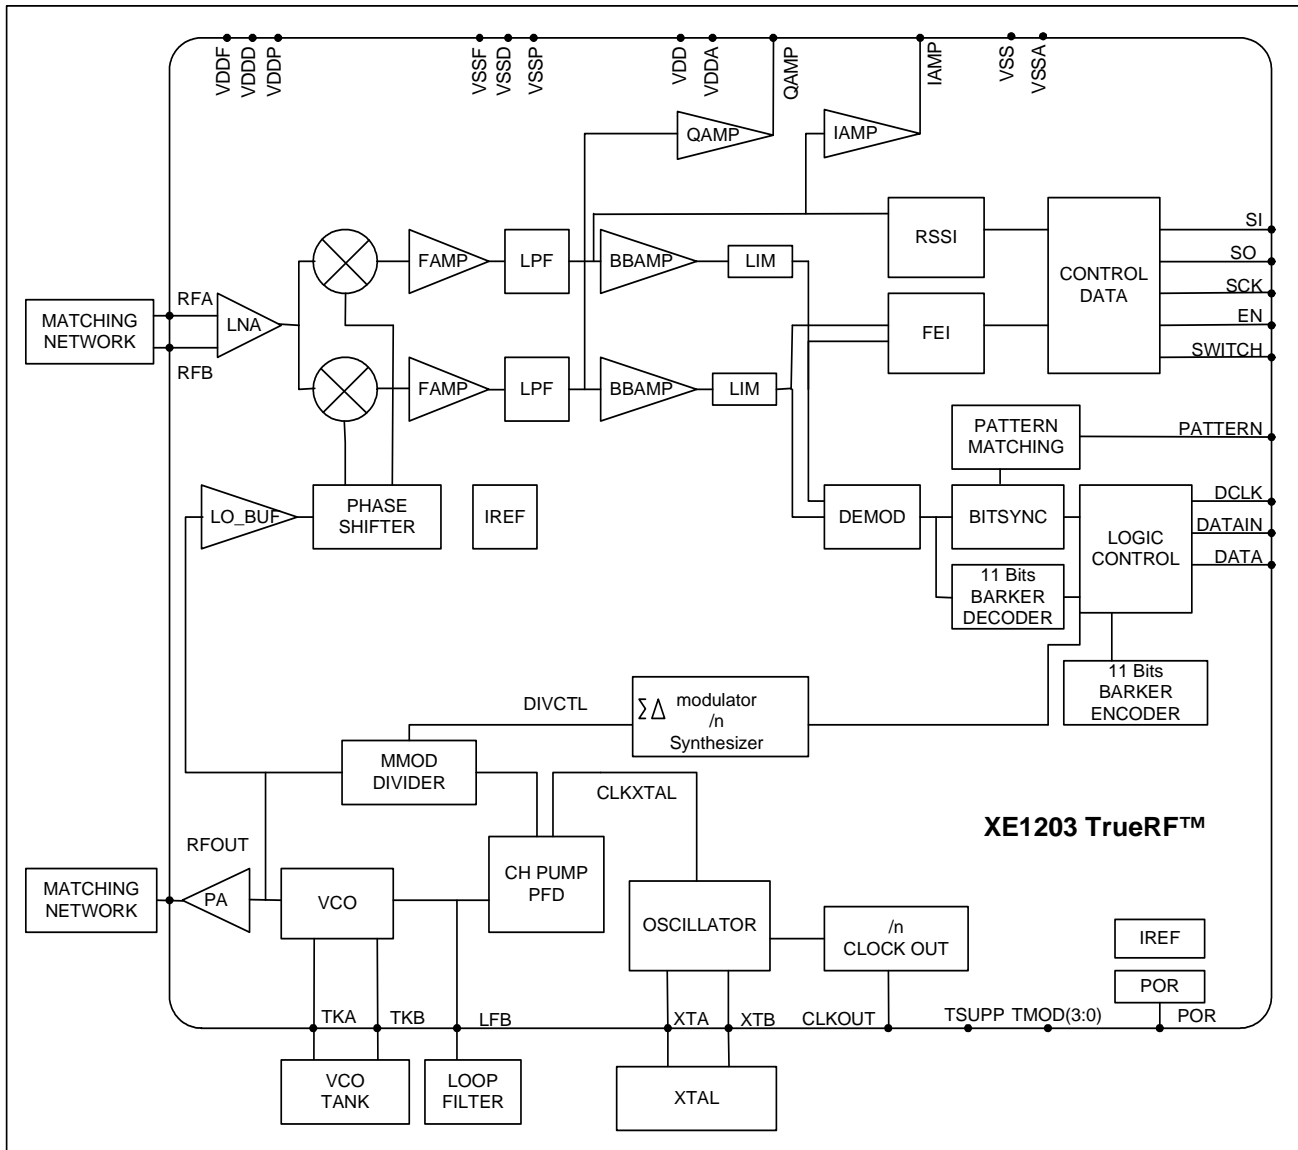 VDDF
VDDD
VDDP
VSSF
VSSD
VSSP
VDD
VDDA
QAMP
IAMP
VSS
VSSA
QAMP
IAMP
RSSI
CONTROL
DATA
SI
SO
SCK
EN
SWITCH
FAMP
LPF
BBAMP
LIM
FEI
MATCHING
NETWORK
RFA
RFB
LNA
FAMP
LPF
BBAMP
LIM
PATTERN
MATCHING
PATTERN
LO_BUF
PHASE
SHIFTER
IREF
DEMOD
BITSYNC
LOGIC
CONTROL
DCLK
DATAIN
DATA
11 Bits
BARKER
DECODER
11 Bits
BARKER
ENCODER
DIVCTL
ΣΔ modulator
/n
Synthesizer
MMOD
DIVIDER
CLKXTAL
XE1203 TrueRF™
RFOUT
MATCHING
NETWORK
PA
VCO
CH PUMP
PFD
OSCILLATOR
/n
CLOCK OUT
IREF
POR
TKA
TKB
LFB
XTA
XTB
CLKOUT
TSUPP
TMOD(3:0)
POR
VCO
TANK
LOOP
FILTER
XTAL